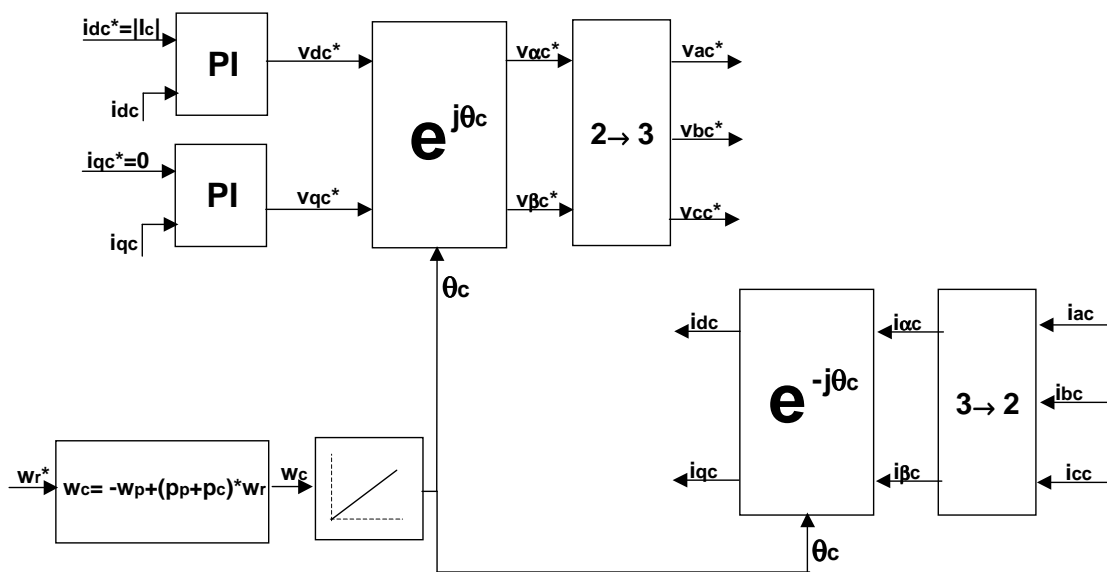 idc*=|Ic|
PI
vdc*
idc
iqc*=0
PI
vqc*
iqc
e^jθc
vαc*
vβc*
2→ 3
vac*
vbc*
vcc*
θc
idc
iαc
iac
e^-jθc
3→ 2
ibc
iqc
iβc
icc
wr*
wc= -wp+(pp+pc)*wr
wc
θc